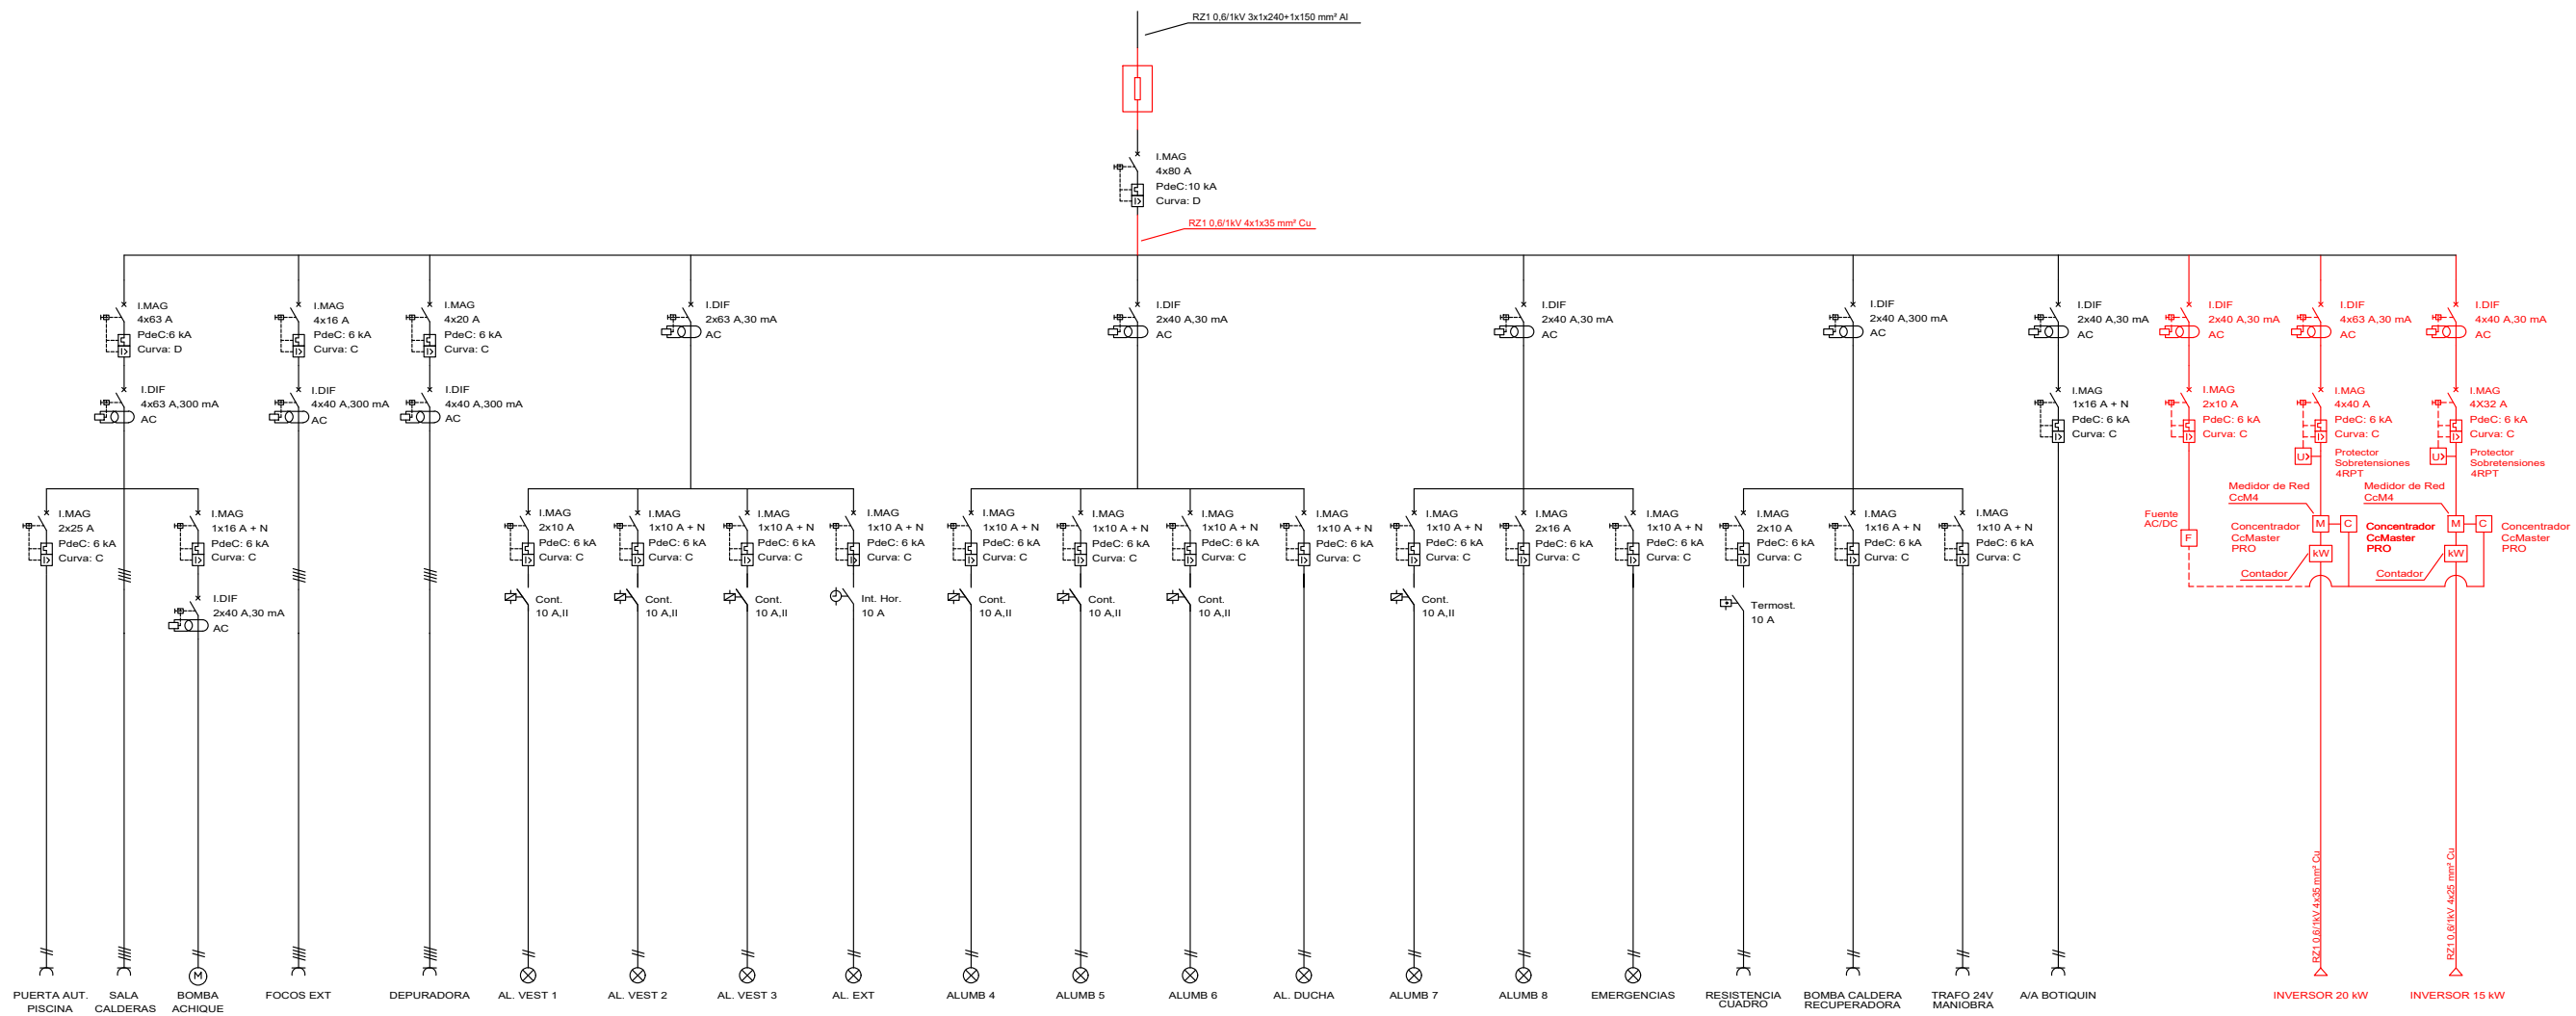 RZ1 0,6/1kV 3x1x240+1x150 mm² Al
I.MAG
4x80 A
PdeC:10 kA
Curva: D
RZ1 0,6/1kV 4x1x35 mm² Cu
I.MAG
4x63 A
PdeC:6 kA
Curva: D
I.MAG
4x16 A
PdeC: 6 kA
Curva: C
I.MAG
4x20 A
PdeC: 6 kA
Curva: C
I.DIF
2x63 A,30 mA
AC
I.DIF
2x40 A,30 mA
AC
I.DIF
2x40 A,30 mA
AC
I.DIF
2x40 A,300 mA
AC
I.DIF
2x40 A,30 mA
AC
I.DIF
2x40 A,30 mA
AC
I.DIF
4x63 A,30 mA
AC
I.DIF
4x40 A,30 mA
AC
I.DIF
4x63 A,300 mA
AC
I.DIF
4x40 A,300 mA
AC
I.DIF
4x40 A,300 mA
AC
I.MAG
1x16 A + N
PdeC: 6 kA
Curva: C
I.MAG
2x10 A
PdeC: 6 kA
Curva: C
I.MAG
4x40 A
PdeC: 6 kA
Curva: C
U>
Protector
Sobretensiones
4RPT
I.MAG
4X32 A
PdeC: 6 kA
Curva: C
U>
Protector
Sobretensiones
4RPT
I.MAG
2x25 A
PdeC: 6 kA
Curva: C
I.MAG
1x16 A + N
PdeC: 6 kA
Curva: C
I.DIF
2x40 A,30 mA
AC
I.MAG
2x10 A
PdeC: 6 kA
Curva: C
Cont.
10 A,II
I.MAG
1x10 A + N
PdeC: 6 kA
Curva: C
Cont.
10 A,II
I.MAG
1x10 A + N
PdeC: 6 kA
Curva: C
Cont.
10 A,II
I.MAG
1x10 A + N
PdeC: 6 kA
Curva: C
Int. Hor.
10 A
I.MAG
1x10 A + N
PdeC: 6 kA
Curva: C
Cont.
10 A,II
I.MAG
1x10 A + N
PdeC: 6 kA
Curva: C
Cont.
10 A,II
I.MAG
1x10 A + N
PdeC: 6 kA
Curva: C
Cont.
10 A,II
I.MAG
1x10 A + N
PdeC: 6 kA
Curva: C
I.MAG
1x10 A + N
PdeC: 6 kA
Curva: C
Cont.
10 A,II
I.MAG
2x16 A
PdeC: 6 kA
Curva: C
I.MAG
1x10 A + N
PdeC: 6 kA
Curva: C
I.MAG
2x10 A
PdeC: 6 kA
Curva: C
Termost.
10 A
I.MAG
1x16 A + N
PdeC: 6 kA
Curva: C
I.MAG
1x10 A + N
PdeC: 6 kA
Curva: C
Fuente
AC/DC
F
Medidor de Red
CcM4
M
C
Concentrador
CcMaster
PRO
kW
Contador
Medidor de Red
CcM4
M
C
Concentrador
CcMaster
PRO
kW
Contador
Concentrador
CcMaster
PRO
RZ1 0,6/1kV 4x35 mm² Cu
RZ1 0,6/1kV 4x25 mm² Cu
M
PUERTA AUT.
PISCINA
SALA
CALDERAS
BOMBA
ACHIQUE
FOCOS EXT
DEPURADORA
AL. VEST 1
AL. VEST 2
AL. VEST 3
AL. EXT
ALUMB 4
ALUMB 5
ALUMB 6
AL. DUCHA
ALUMB 7
ALUMB 8
EMERGENCIAS
RESISTENCIA
CUADRO
BOMBA CALDERA
RECUPERADORA
TRAFO 24V
MANIOBRA
A/A BOTIQUIN
INVERSOR 20 kW
INVERSOR 15 kW